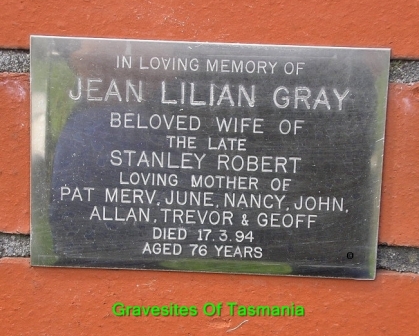 IN LOVING MEMORY OF
JEAN LILIAN GRAY
BELOVED WIFE OF
THE LATE
STANLEY ROBERT
LOVING MOTHER OF
PAT MERV, JUNE, NANCY, JOHN,
ALLAN, TREVOR & GEOFF
DIED 17.3.94
AGED 76 YEARS
D
Gravesites Of Tasmania